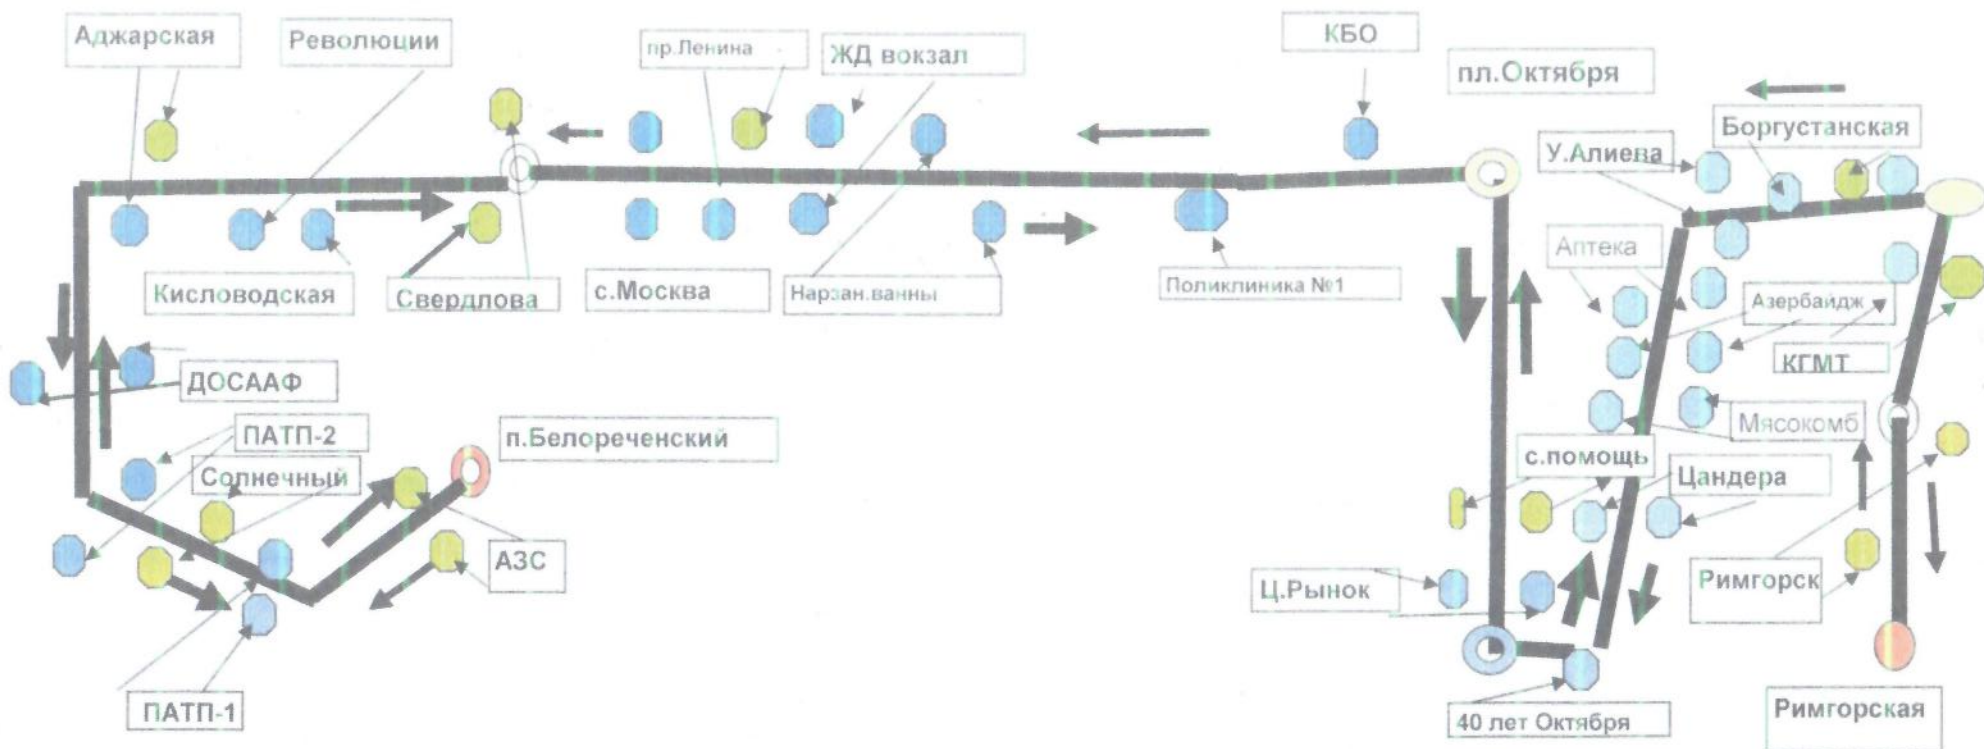 Аджарская
Революции
пр.Ленина
ЖД вокзал
КБО
пл.Октября
Боргустанская
У.Алиева
Аптека
Кисловодская
Свердлова
с.Москва
Нарзан.ванны
Поликлиника №1
Азербайдж
КГМТ
ДОСААФ
ПАТП-2
п.Белореченский
Мясокомб
Солнечный
с.помощь
Цандера
АЗС
Ц.Рынок
Римгорск
ПАТП-1
40 лет Октября
Римгорская